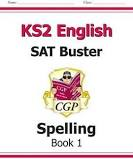 KS2 English
SAT Buster
CGP
Spelling
Book 1